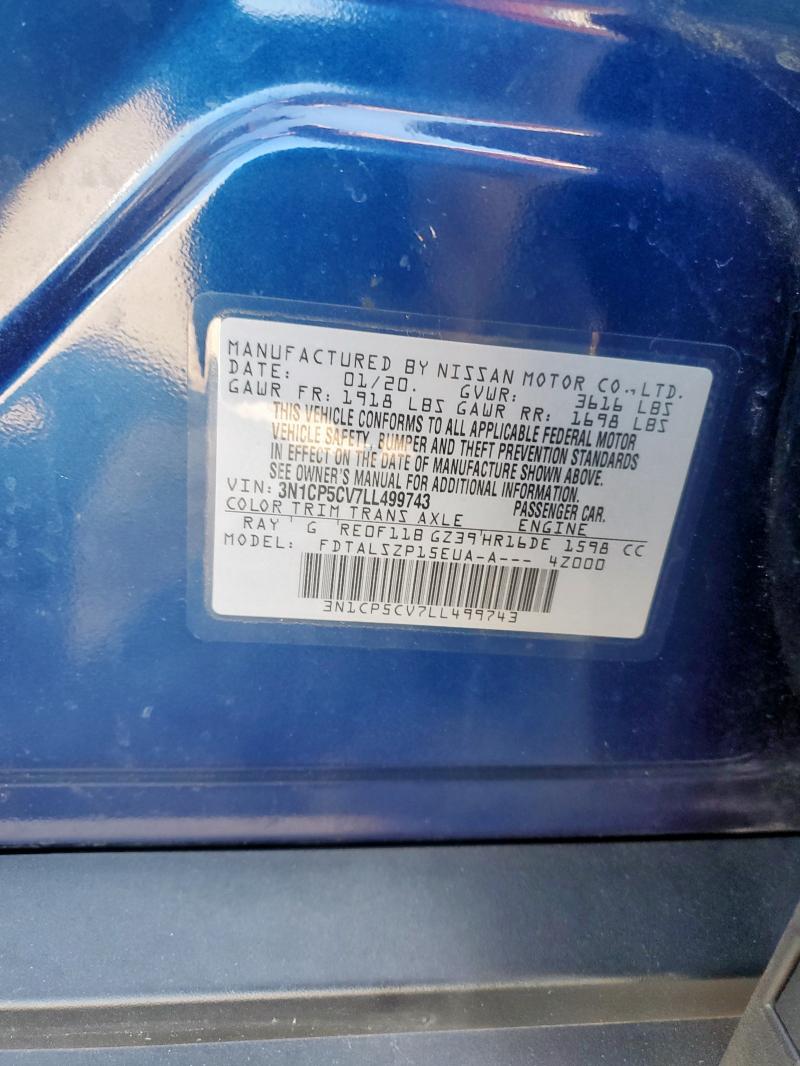 MANUFACTURED BY NISSAN MOTOR CO.,LTD.
DATE: 01/20. GVWR: 3616 LBS
GAWR FR: 1918 LBS GAWR RR: 1698 LBS
THIS VEHICLE CONFORMS TO ALL APPLICABLE FEDERAL MOTOR
VEHICLE SAFETY, BUMPER AND THEFT PREVENTION STANDARDS
IN EFFECT ON THE DATE OF MANUFACTURE SHOWN ABOVE.
SEE OWNER'S MANUAL FOR ADDITIONAL INFORMATION.
VIN: 3N1CP5CV7LL499743 PASSENGER CAR.
COLOR TRIM TRANS AXLE ENGINE
RAY ' G 'RE0F11B GZ39'HR16DE 1598 CC
MODEL: FDTALSZP15EUA-A--- 4Z000
3N1CP5CV7LL499743